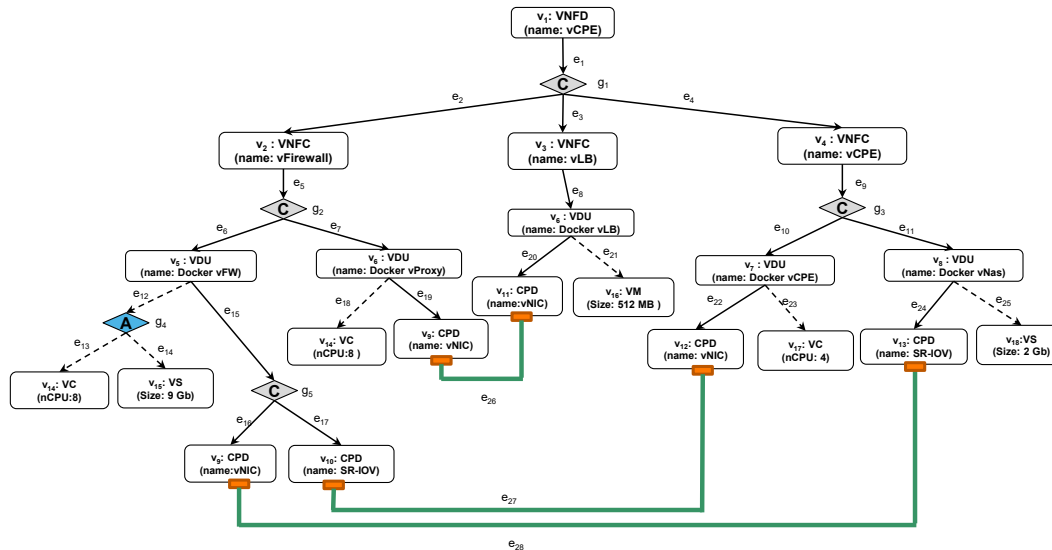 v1: VNFD
(name: vCPE)
e1
C g1
e2
e3
e4
v2 : VNFC
(name: vFirewall)
v3 : VNFC
(name: vLB)
v4 : VNFC
(name: vCPE)
e5
e8
e9
C g2
C g3
e6
e7
e10
e11
v6 : VDU
(name: Docker vLB)
v5 : VDU
(name: Docker vFW)
v6 : VDU
(name: Docker vProxy)
v7 : VDU
(name: Docker vCPE)
v8 : VDU
(name: Docker vNas)
e20
e21
e12
e15
e18
e19
e22
e23
e24
e25
v11: CPD
(name:vNIC)
v16: VM
(Size: 512 MB )
A g4
e13
e14
v14: VC
(nCPU:8 )
v9: CPD
(name: vNIC)
v12: CPD
(name: vNIC)
v17: VC
(nCPU: 4)
v13: CPD
(name: SR-IOV)
v18:VS
(Size: 2 Gb)
v14: VC
(nCPU:8)
v15: VS
(Size: 9 Gb)
C g5
e26
e16
e17
v9: CPD
(name:vNIC)
v10: CPD
(name: SR-IOV)
e27
e28